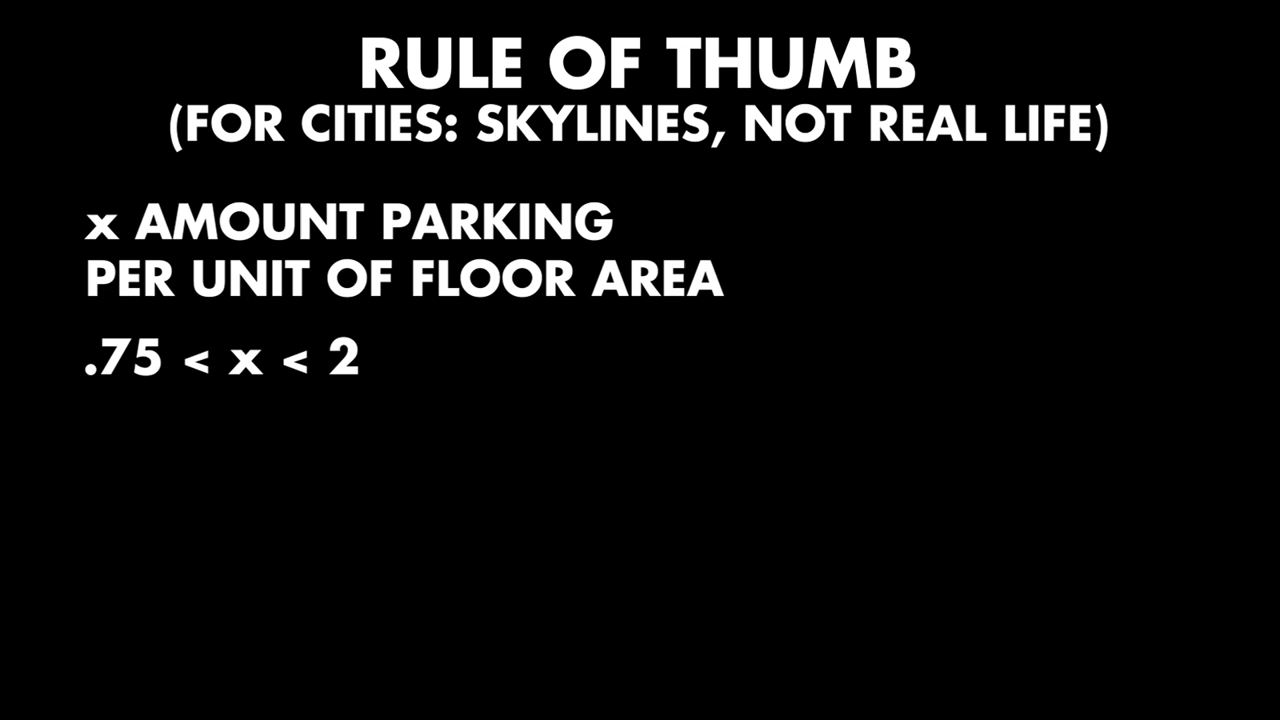 RULE OF THUMB
(FOR CITIES: SKYLINES, NOT REAL LIFE)
x AMOUNT PARKING
PER UNIT OF FLOOR AREA
.75 < x < 2